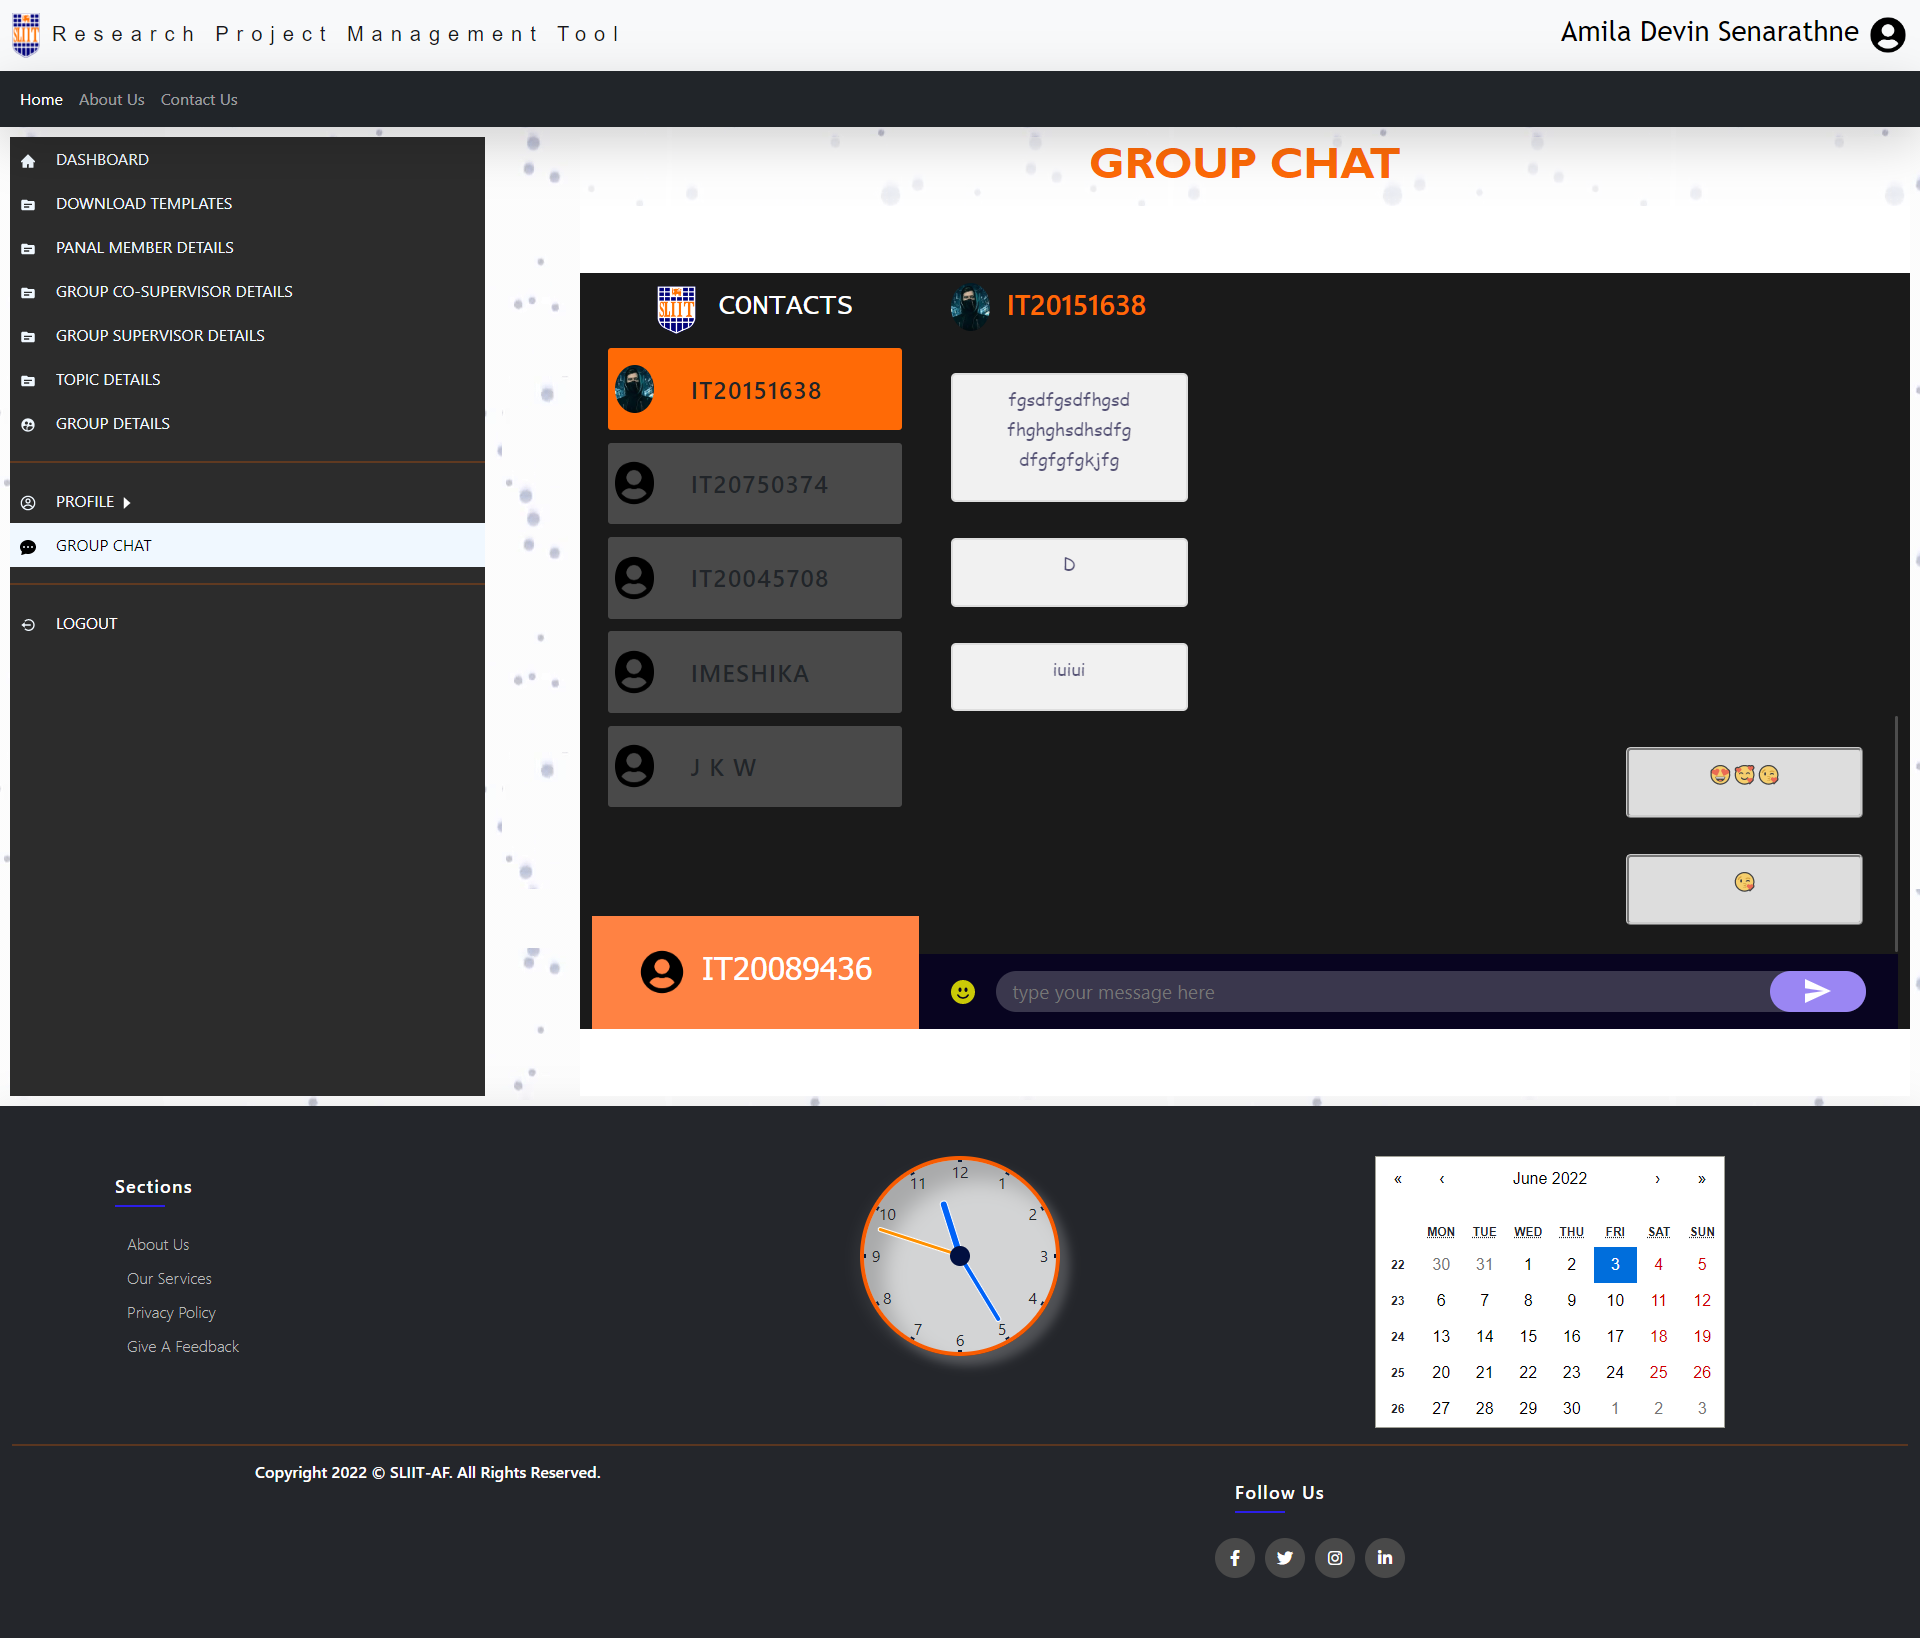 SLIIT
Research Project Management Tool
Amila Devin Senarathne
Home About Us Contact Us
DASHBOARD
DOWNLOAD TEMPLATES
PANAL MEMBER DETAILS
GROUP CO-SUPERVISOR DETAILS
GROUP SUPERVISOR DETAILS
TOPIC DETAILS
GROUP DETAILS
PROFILE
GROUP CHAT
LOGOUT
GROUP CHAT
SLIIT
CONTACTS
IT20151638
IT20750374
IT20045708
IMESHIKA
J K W
IT20089436
IT20151638
fgsdfgsdfhgsd
fhghghsdhsdfg
dfgfgfgkjfg
D
iuiui
😍🥰😘
😘
type your message here
Sections
About Us
Our Services
Privacy Policy
Give A Feedback
12
11 1
10 2
9 3
8 4
7 5
6
« ‹ June 2022 › »
MON TUE WED THU FRI SAT SUN
22 30 31 1 2 3 4 5
23 6 7 8 9 10 11 12
24 13 14 15 16 17 18 19
25 20 21 22 23 24 25 26
26 27 28 29 30 1 2 3
Copyright 2022 © SLIIT-AF. All Rights Reserved.
Follow Us